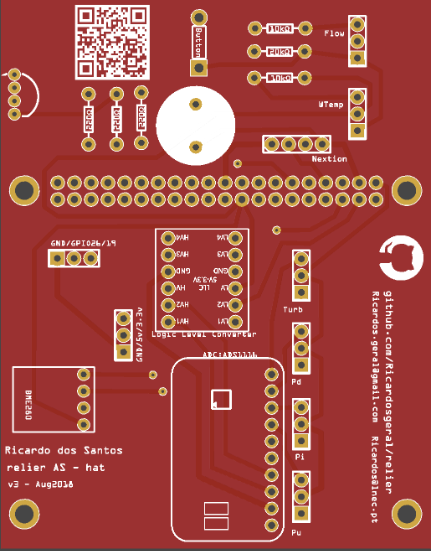 Button
10kΩ
20kΩ
10kΩ
Flow
WTemp
Nextion
GND/GPIO26/19
HV4
HV3
GND
HV
HV2
HV1
LLC
5V-3.3V
LV4
LV3
GND
LV
LV2
LV1
Logic Level Converter
GND/5V/3.3V
Turb
ADC:ADS1115
Pd
Pi
Pu
BME280
Ricardo dos Santos
relier AS - hat
v3 - Aug2018
github.com/Ricardosgeral/relier
Ricardos.geral@gmail.com Ricardos@lnec.pt